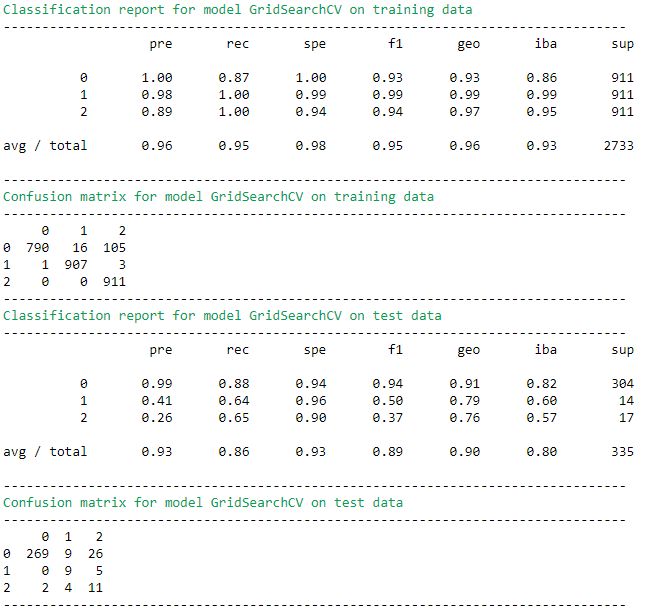 Classification report for model GridSearchCV on training data
--------------------------------------------------------------------------------
pre rec spe f1 geo iba sup
0 1.00 0.87 1.00 0.93 0.93 0.86 911
1 0.98 1.00 0.99 0.99 0.99 0.99 911
2 0.89 1.00 0.94 0.94 0.97 0.95 911
avg / total 0.96 0.95 0.98 0.95 0.96 0.93 2733
--------------------------------------------------------------------------------
Confusion matrix for model GridSearchCV on training data
--------------------------------------------------------------------------------
0 1 2
0 790 16 105
1 1 907 3
2 0 0 911
--------------------------------------------------------------------------------
Classification report for model GridSearchCV on test data
--------------------------------------------------------------------------------
pre rec spe f1 geo iba sup
0 0.99 0.88 0.94 0.94 0.91 0.82 304
1 0.41 0.64 0.96 0.50 0.79 0.60 14
2 0.26 0.65 0.90 0.37 0.76 0.57 17
avg / total 0.93 0.86 0.93 0.89 0.90 0.80 335
--------------------------------------------------------------------------------
Confusion matrix for model GridSearchCV on test data
--------------------------------------------------------------------------------
0 1 2
0 269 9 26
1 0 9 5
2 2 4 11
--------------------------------------------------------------------------------